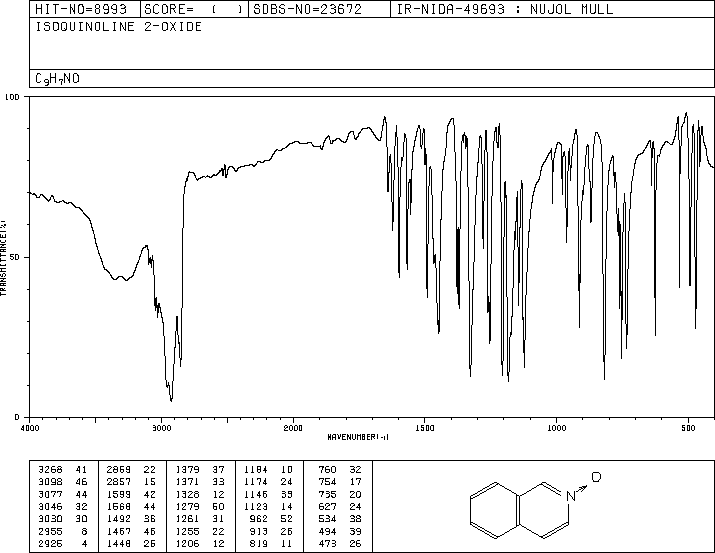 HIT-NO=8993 SCORE= ( ) SDBS-NO=23672 IR-NIDA-49693 : NUJOL MULL
ISOQUINOLINE 2-OXIDE
C9H7NO
100
50
0
TRANSMITTANCE(%)
4000 3000 2000 1500 1000 500
WAVENUMBER(-1)
3268 41 2869 22 1379 37 1184 10 760 32
3098 46 2857 15 1371 33 1174 24 754 17
3077 44 1599 42 1328 12 1146 39 735 20
3046 32 1568 44 1279 60 1123 14 627 24
3030 30 1492 36 1261 31 962 52 534 38
2955 8 1467 46 1255 22 913 26 494 39
2925 4 1448 26 1206 12 819 11 473 26
O
N